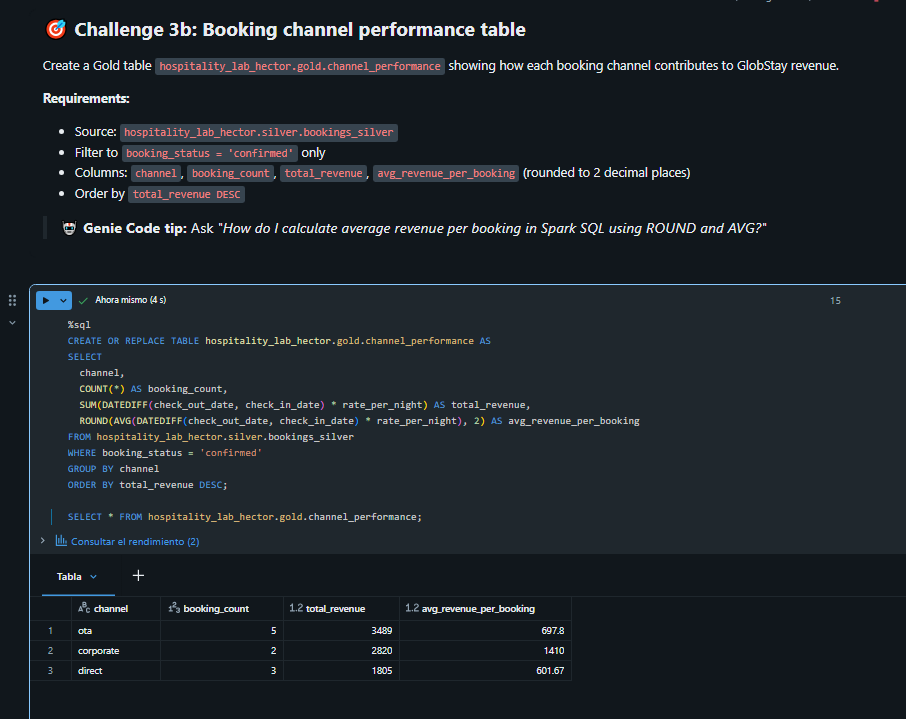 Challenge 3b: Booking channel performance table
Create a Gold table hospitality_lab_hector.gold.channel_performance showing how each booking channel contributes to GlobStay revenue.
Requirements:
Source: hospitality_lab_hector.silver.bookings_silver
Filter to booking_status = 'confirmed' only
Columns: channel, booking_count, total_revenue, avg_revenue_per_booking (rounded to 2 decimal places)
Order by total_revenue DESC
Genie Code tip: Ask "How do I calculate average revenue per booking in Spark SQL using ROUND and AVG?"
Ahora mismo (4 s)
15
%sql
CREATE OR REPLACE TABLE hospitality_lab_hector.gold.channel_performance AS
SELECT
channel,
COUNT(*) AS booking_count,
SUM(DATEDIFF(check_out_date, check_in_date) * rate_per_night) AS total_revenue,
ROUND(AVG(DATEDIFF(check_out_date, check_in_date) * rate_per_night), 2) AS avg_revenue_per_booking
FROM hospitality_lab_hector.silver.bookings_silver
WHERE booking_status = 'confirmed'
GROUP BY channel
ORDER BY total_revenue DESC;
SELECT * FROM hospitality_lab_hector.gold.channel_performance;
Consultar el rendimiento (2)
Tabla
ABC channel 123 booking_count 1.2 total_revenue 1.2 avg_revenue_per_booking
1 ota 5 3489 697.8
2 corporate 2 2820 1410
3 direct 3 1805 601.67